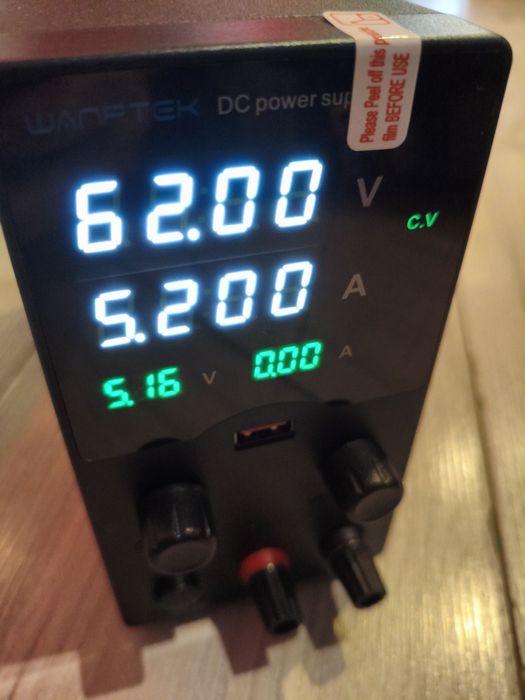 WANPTEK DC power sup
Please Peel off this p
film BEFORE USE
62.00 V
C.V
5.200 A
5.16 V 0.00 A